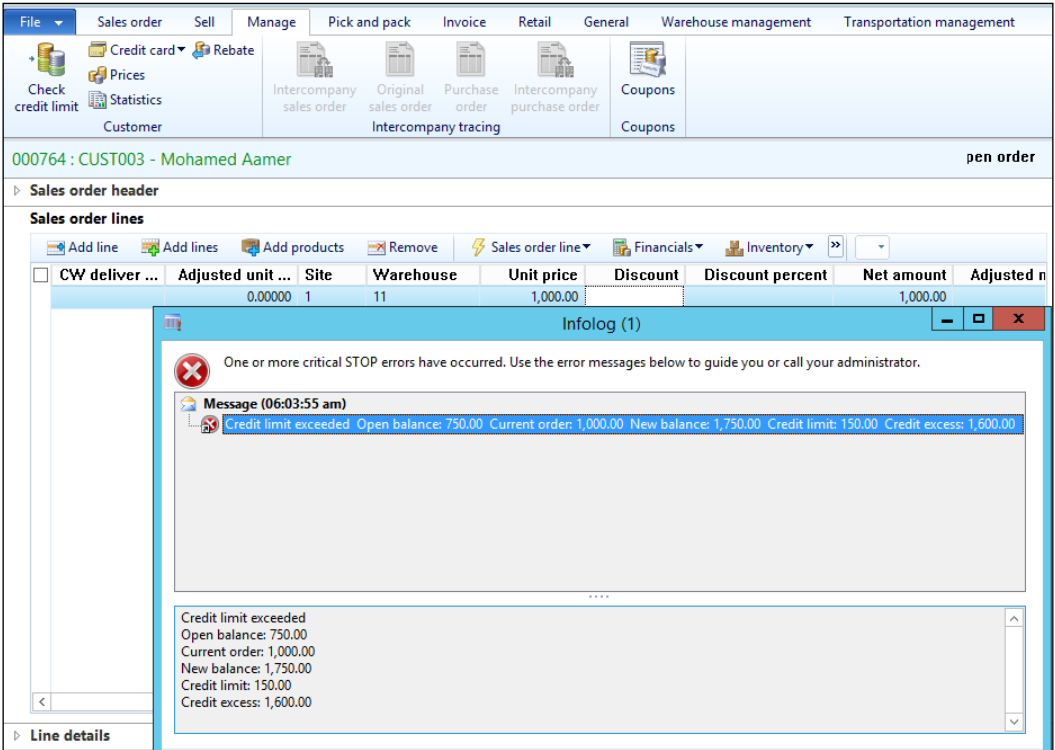 File Sales order Sell Manage Pick and pack Invoice Retail General Warehouse management Transportation management
Check credit limit
Credit card
Rebate
Prices
Statistics
Customer
Intercompany sales order
Original sales order
Purchase order
Intercompany purchase order
Intercompany tracing
Coupons
Coupons
000764 : CUST003 - Mohamed Aamer
pen order
Sales order header
Sales order lines
Add line Add lines Add products Remove Sales order line Financials Inventory »
CW deliver ... Adjusted unit ... Site Warehouse Unit price Discount Discount percent Net amount Adjusted n
0.00000 1 11 1,000.00 1,000.00
Infolog (1)
x
One or more critical STOP errors have occurred. Use the error messages below to guide you or call your administrator.
Message (06:03:55 am)
Credit limit exceeded Open balance: 750.00 Current order: 1,000.00 New balance: 1,750.00 Credit limit: 150.00 Credit excess: 1,600.00
Credit limit exceeded
Open balance: 750.00
Current order: 1,000.00
New balance: 1,750.00
Credit limit: 150.00
Credit excess: 1,600.00
Line details